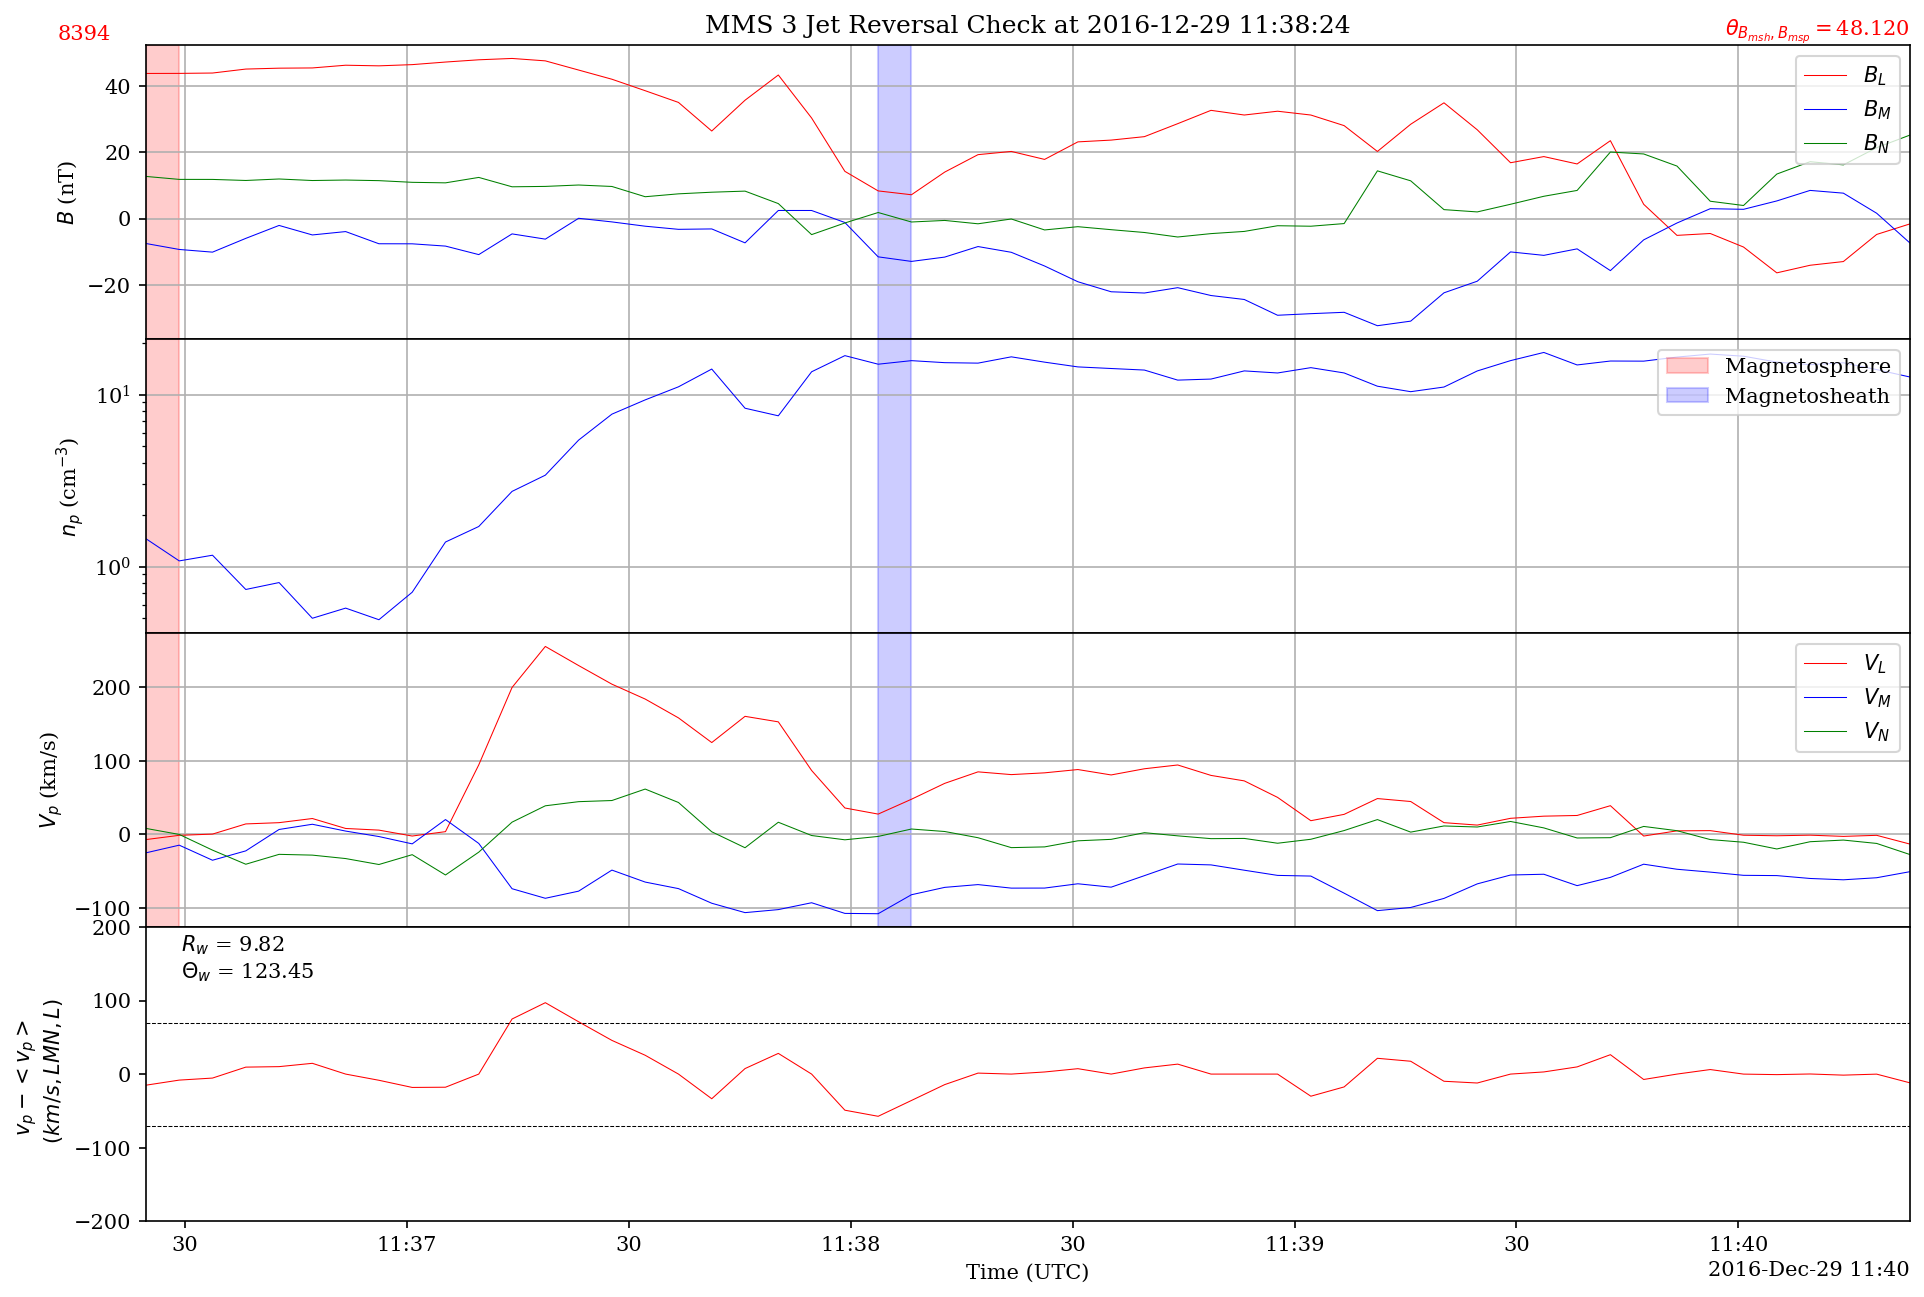 MMS 3 Jet Reversal Check at 2016-12-29 11:38:24
8394
θ_{B_{msh}, B_{msp}} = 48.120
40
20
0
−20
B (nT)
B_L
B_M
B_N
10^1
10^0
n_p (cm^{−3})
Magnetosphere
Magnetosheath
200
100
0
−100
V_p (km/s)
V_L
V_M
V_N
200
100
0
−100
−200
v_p − < v_p >
(km/s, LMN, L)
R_w = 9.82
Θ_w = 123.45
30
11:37
30
11:38
30
11:39
30
11:40
Time (UTC)
2016-Dec-29 11:40